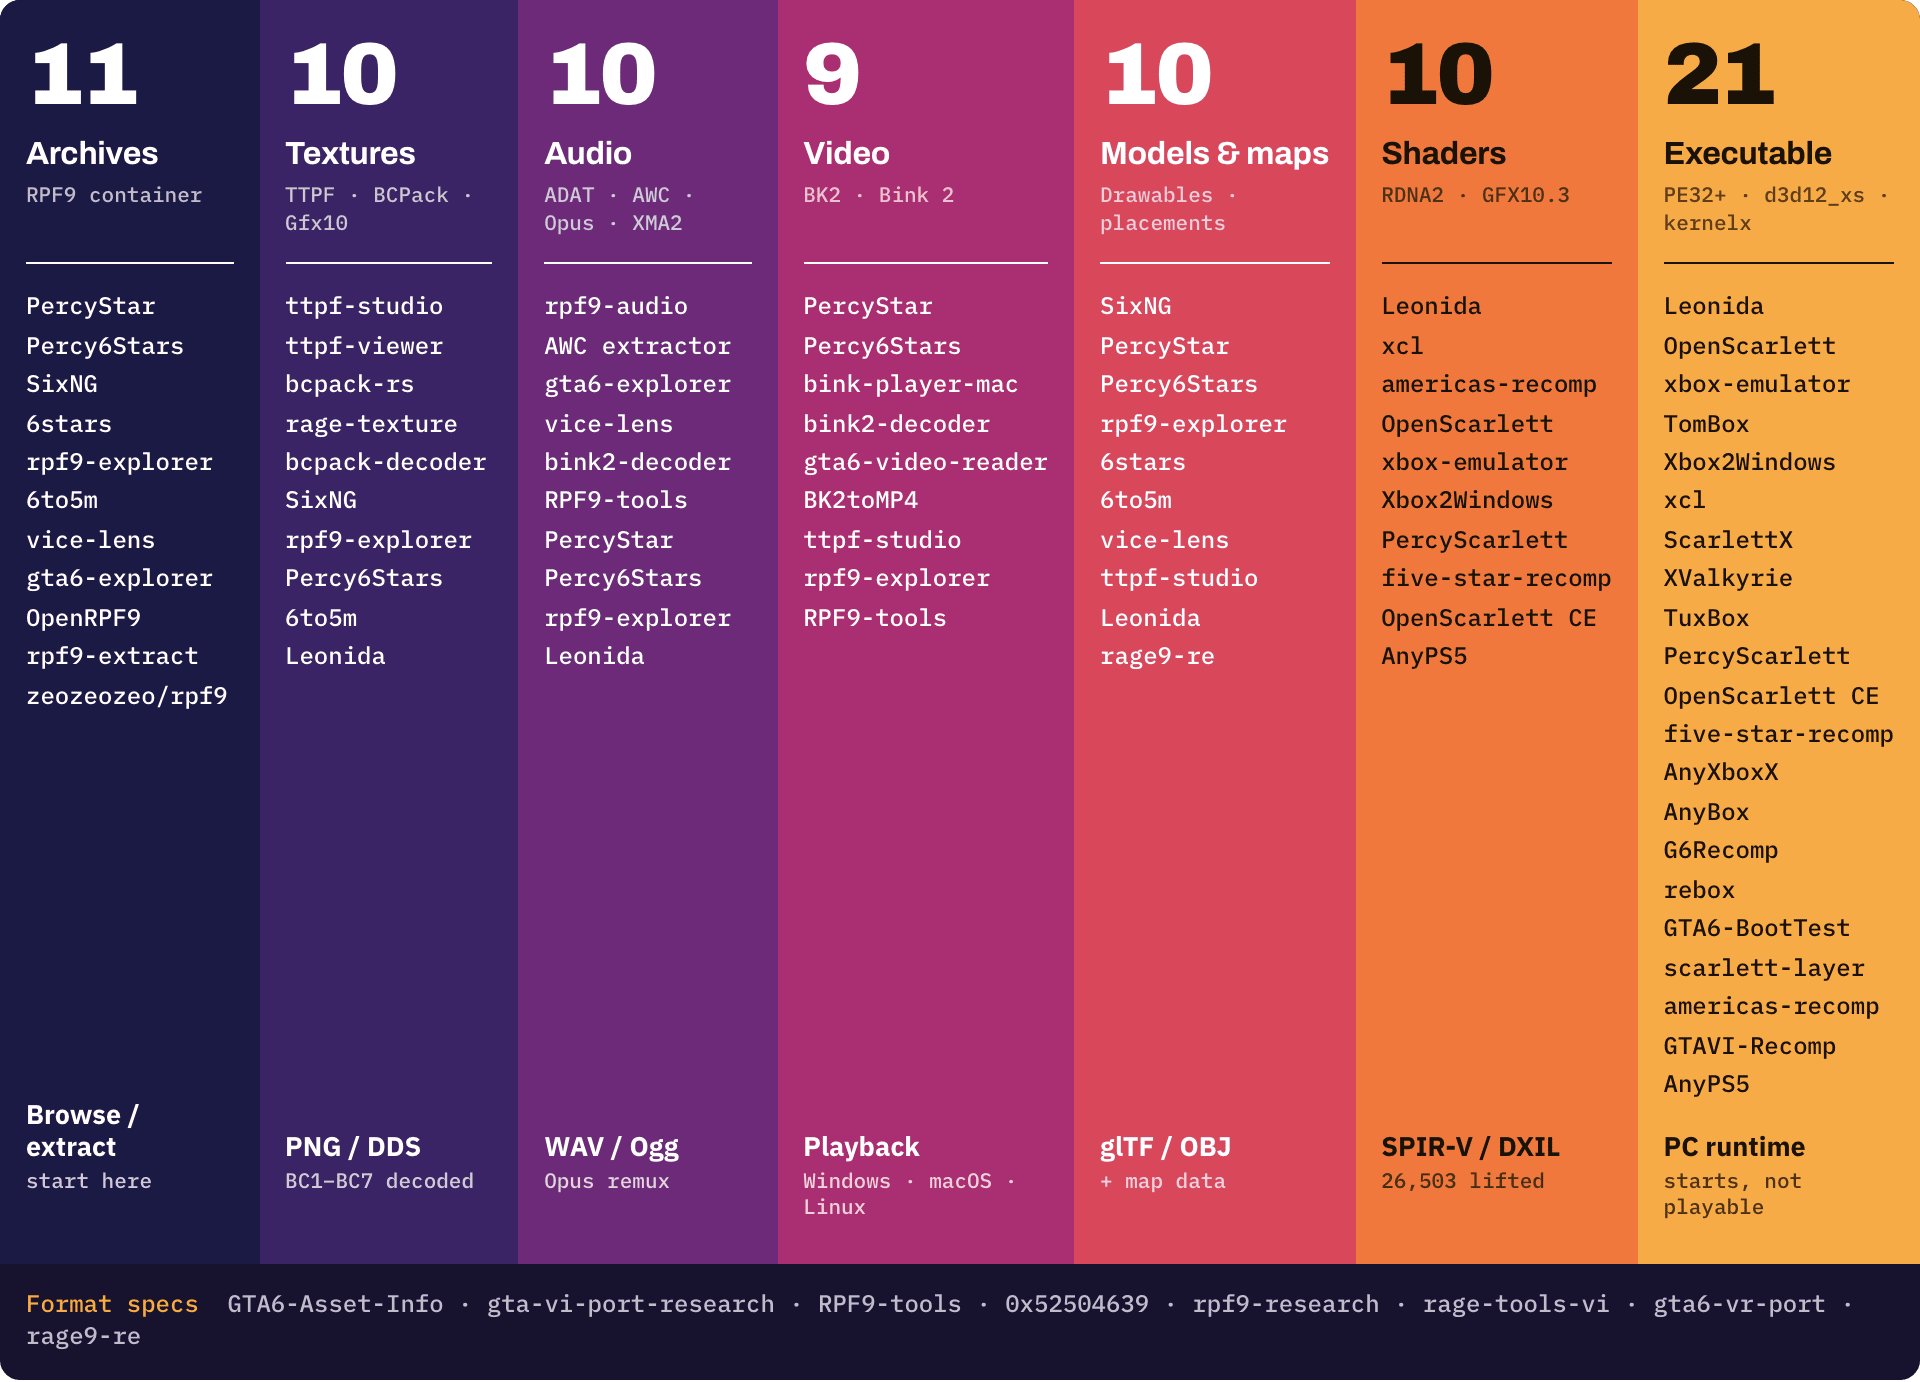 11
Archives
RPF9 container
PercyStar
Percy6Stars
SixNG
6stars
rpf9-explorer
6to5m
vice-lens
gta6-explorer
OpenRPF9
rpf9-extract
zeozeozeo/rpf9
Browse /
extract
start here
10
Textures
TTPF · BCPack ·
Gfx10
ttpf-studio
ttpf-viewer
bcpack-rs
rage-texture
bcpack-decoder
SixNG
rpf9-explorer
Percy6Stars
6to5m
Leonida
PNG / DDS
BC1–BC7 decoded
10
Audio
ADAT · AWC ·
Opus · XMA2
rpf9-audio
AWC extractor
gta6-explorer
vice-lens
bink2-decoder
RPF9-tools
PercyStar
Percy6Stars
rpf9-explorer
Leonida
WAV / Ogg
Opus remux
9
Video
BK2 · Bink 2
PercyStar
Percy6Stars
bink-player-mac
bink2-decoder
gta6-video-reader
BK2toMP4
ttpf-studio
rpf9-explorer
RPF9-tools
Playback
Windows · macOS ·
Linux
10
Models & maps
Drawables ·
placements
SixNG
PercyStar
Percy6Stars
rpf9-explorer
6stars
6to5m
vice-lens
ttpf-studio
Leonida
rage9-re
glTF / OBJ
+ map data
10
Shaders
RDNA2 · GFX10.3
Leonida
xcl
americas-recomp
OpenScarlett
xbox-emulator
Xbox2Windows
PercyScarlett
five-star-recomp
OpenScarlett CE
AnyPS5
SPIR-V / DXIL
26,503 lifted
21
Executable
PE32+ · d3d12_xs ·
kernelx
Leonida
OpenScarlett
xbox-emulator
TomBox
Xbox2Windows
xcl
ScarlettX
XValkyrie
TuxBox
PercyScarlett
OpenScarlett CE
five-star-recomp
AnyXboxX
AnyBox
G6Recomp
rebox
GTA6-BootTest
scarlett-layer
americas-recomp
GTAVI-Recomp
AnyPS5
PC runtime
starts, not
playable
Format specs GTA6-Asset-Info · gta-vi-port-research · RPF9-tools · 0x52504639 · rpf9-research · rage-tools-vi · gta6-vr-port ·
rage9-re